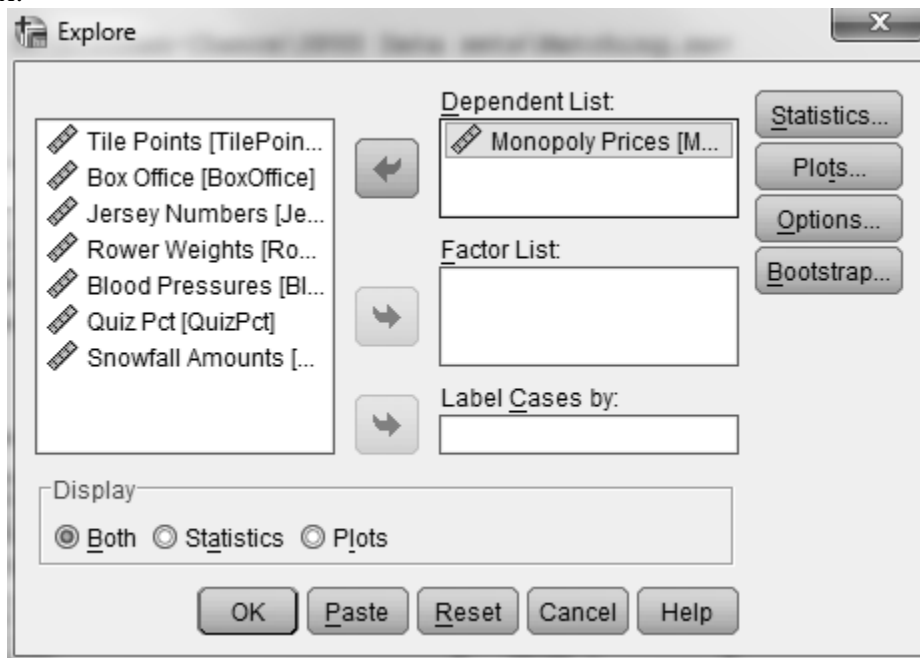 Explore
Dependent List:
Tile Points [TilePoin...
Box Office [BoxOffice]
Jersey Numbers [Je...
Rower Weights [Ro...
Blood Pressures [Bl...
Quiz Pct [QuizPct]
Snowfall Amounts [...
Monopoly Prices [M...
Factor List:
Label Cases by:
Statistics...
Plots...
Options...
Bootstrap...
Display
Both Statistics Plots
OK Paste Reset Cancel Help